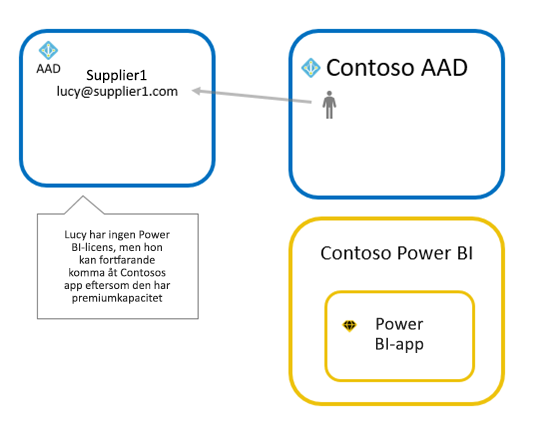 AAD
Supplier1
lucy@supplier1.com
Contoso AAD
Lucy har ingen Power
BI-licens, men hon
kan fortfarande
komma åt Contosos
app eftersom den har
premiumkapacitet
Contoso Power BI
Power
BI-app